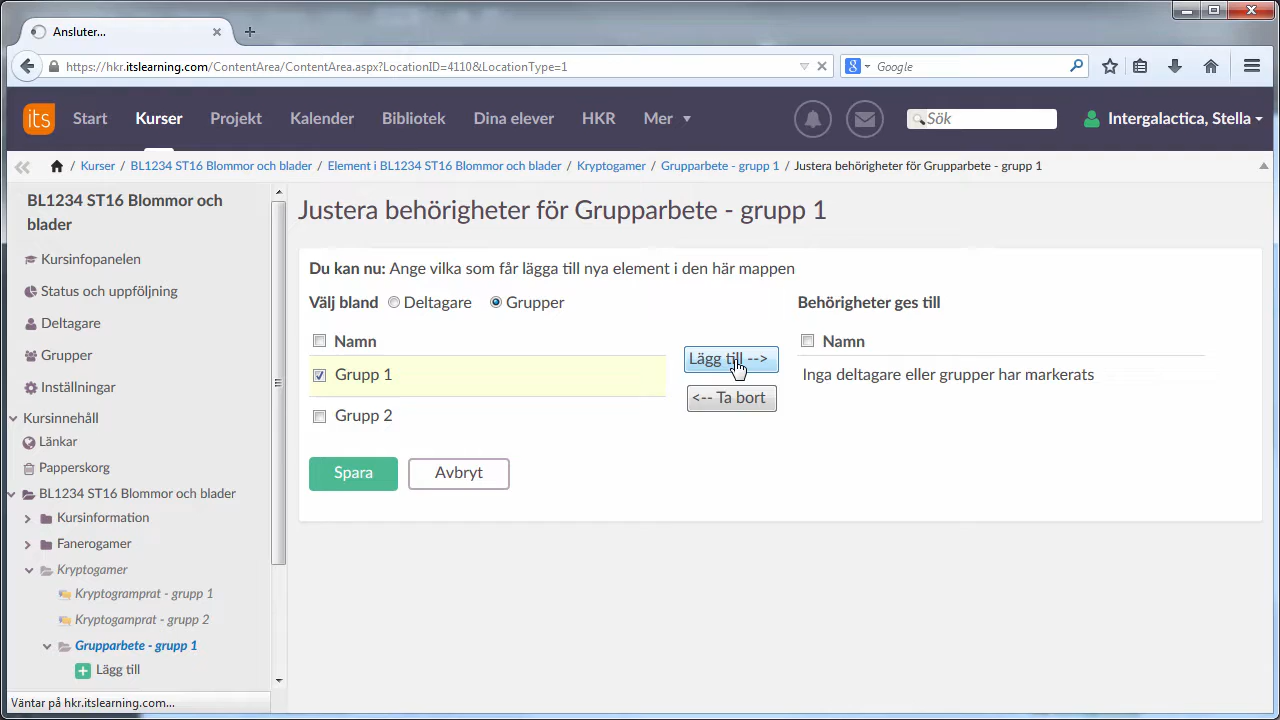 Ansluter...
https://hkr.itslearning.com/ContentArea/ContentArea.aspx?LocationID=4110&LocationType=1
Google
its Start Kurser Projekt Kalender Bibliotek Dina elever HKR Mer Sök Intergalactica, Stella
/ Kurser / BL1234 ST16 Blommor och blader / Element i BL1234 ST16 Blommor och blader / Kryptogamer / Grupparbete - grupp 1 / Justera behörigheter för Grupparbete - grupp 1
BL1234 ST16 Blommor och
blader
Kursinfopanelen
Status och uppföljning
Deltagare
Grupper
Inställningar
Kursinnehåll
Länkar
Papperskorg
BL1234 ST16 Blommor och blader
Kursinformation
Fanerogamer
Kryptogamer
Kryptogramprat - grupp 1
Kryptogamprat - grupp 2
Grupparbete - grupp 1
Lägg till
Justera behörigheter för Grupparbete - grupp 1
Du kan nu: Ange vilka som får lägga till nya element i den här mappen
Välj bland Deltagare Grupper
Namn
Grupp 1
Grupp 2
Lägg till -->
<-- Ta bort
Behörigheter ges till
Namn
Inga deltagare eller grupper har markerats
Spara Avbryt
Väntar på hkr.itslearning.com...